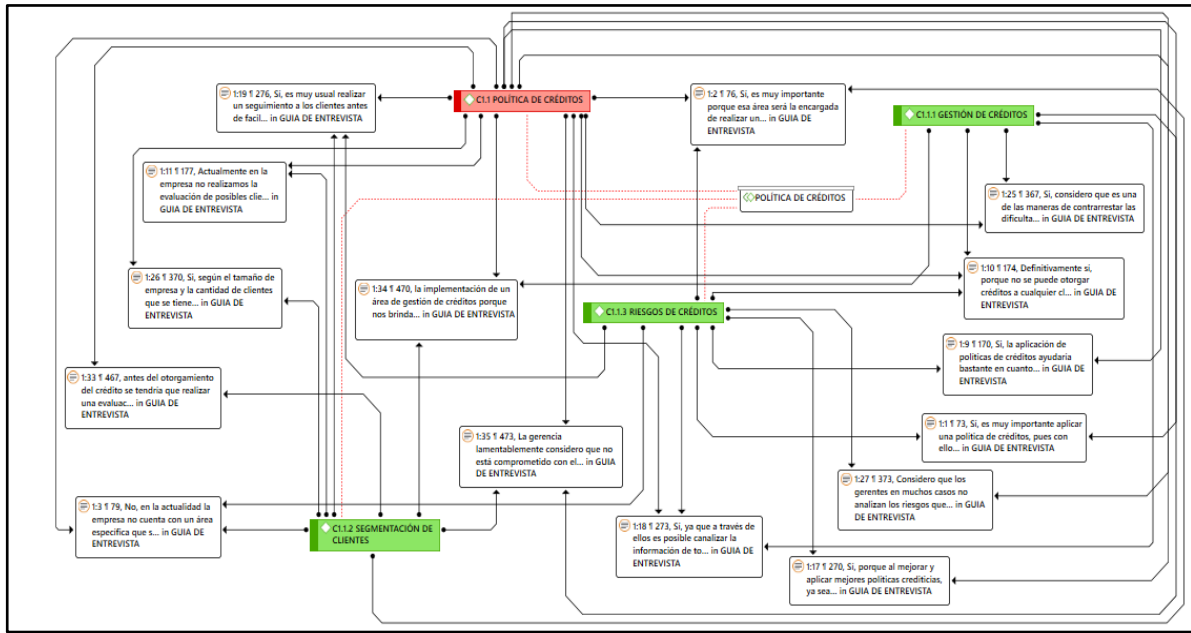 1:19 ¶ 276, Si, es muy usual realizar
un seguimiento a los clientes antes
de facil... in GUIA DE
ENTREVISTA
C1.1 POLÍTICA DE CRÉDITOS
1:2 ¶ 76, Si, es muy importante
porque esa área será la encargada
de realizar un... in GUIA DE
ENTREVISTA
C1.1.1 GESTIÓN DE CRÉDITOS
1:11 ¶ 177, Actualmente en la
empresa no realizamos la
evaluación de posibles clie... in
GUIA DE ENTREVISTA
POLÍTICA DE CRÉDITOS
1:25 ¶ 367, Si, considero que es una
de las maneras de contrarrestar las
dificulta... in GUIA DE
ENTREVISTA
1:26 ¶ 370, Si, según el tamaño de
empresa y la cantidad de clientes
que se tiene... in GUIA DE
ENTREVISTA
1:34 ¶ 470, la implementación de un
área de gestión de créditos porque
nos brinda... in GUIA DE
ENTREVISTA
1:10 ¶ 174, Definitivamente si,
porque no se puede otorgar
créditos a cualquier cl... in GUIA DE
ENTREVISTA
C1.1.3 RIESGOS DE CRÉDITOS
1:9 ¶ 170, Si, la aplicación de
políticas de créditos ayudaría
bastante en cuanto... in GUIA DE
ENTREVISTA
1:33 ¶ 467, antes del otorgamiento
del crédito se tendría que realizar
una evaluac... in GUIA DE
ENTREVISTA
1:1 ¶ 73, Si, es muy importante aplicar
una política de créditos, pues con
ello... in GUIA DE ENTREVISTA
1:35 ¶ 473, La gerencia
lamentablemente considero que no
está comprometido con el... in GUIA
DE ENTREVISTA
1:27 ¶ 373, Considero que los
gerentes en muchos casos no
analizan los riesgos que... in GUIA
DE ENTREVISTA
1:3 ¶ 79, No, en la actualidad la
empresa no cuenta con un área
especifica que s... in GUIA DE
ENTREVISTA
C1.1.2 SEGMENTACIÓN DE
CLIENTES
1:18 ¶ 273, Si, ya que a través de
ellos es posible canalizar la
información de to... in GUIA DE
ENTREVISTA
1:17 ¶ 270, Si, porque al mejorar y
aplicar mejores políticas crediticias,
ya sea... in GUIA DE ENTREVISTA